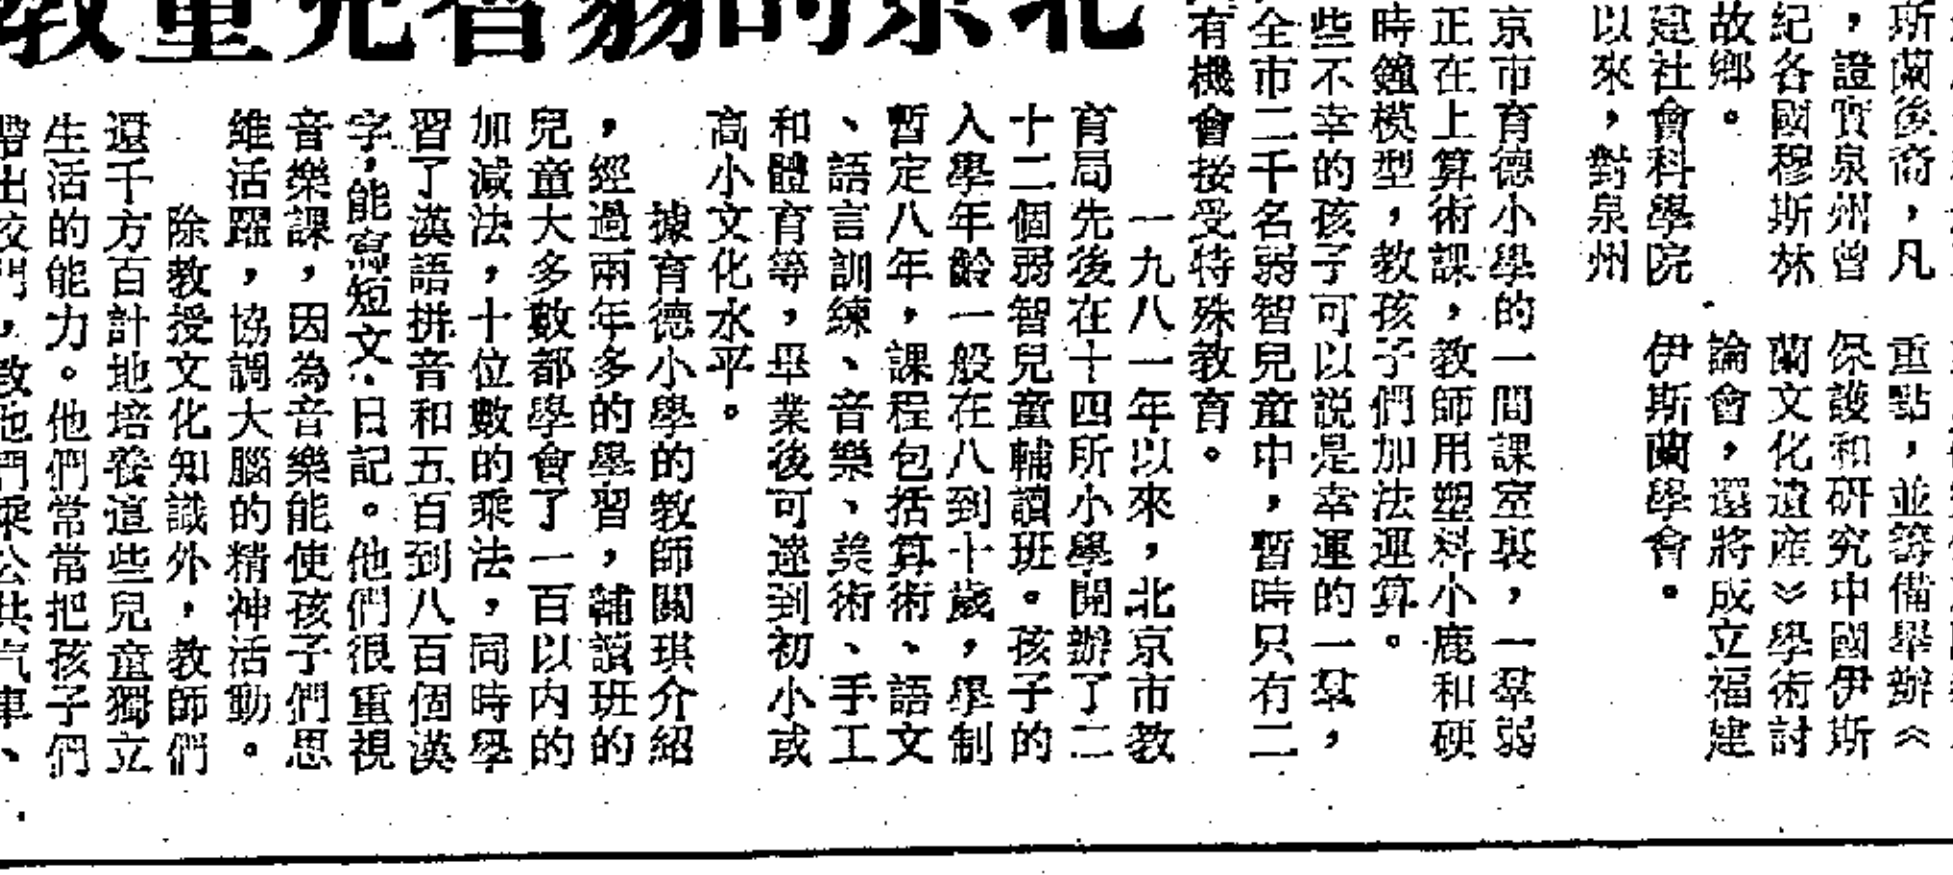 北京的弱智兒童教
斯蘭後裔，凡
，證實泉州曾
紀各國穆斯林
故鄉。
建社會科學院
以來，對泉州
重點，並籌備舉辦《
保護和研究中國伊斯
蘭文化遺產》學術討
論會，還將成立福建
伊斯蘭學會。
京市育德小學的一間課室裏，一羣弱
正在上算術課，教師用塑料小鹿和硬
時鐘模型，教孩子們加法運算。
些不幸的孩子可以説是幸運的一羣，
全市二千名弱智兒童中，暫時只有二
有機會接受特殊教育。
一九八一年以來，北京市教
育局先後在十四所小學開辦了二
十二個弱智兒童輔讀班。孩子的
入學年齡一般在八到十歲，學制
暫定八年，課程包括算術、語文
、語言訓練、音樂、美術、手工
和體育等，畢業後可達到初小或
高小文化水平。
據育德小學的教師關琪介紹
，經過兩年多的學習，輔讀班的
兒童大多數都學會了一百以内的
加減法，十位數的乘法，同時學
習了漢語拼音和五百到八百個漢
字，能寫短文、日記。他們很重視
音樂課，因為音樂能使孩子們思
維活躍，協調大腦的精神活動。
除教授文化知識外，教師們
還千方百計地培養這些兒童獨立
生活的能力。他們常常把孩子們
帶出校門，教他們乘公共汽車、